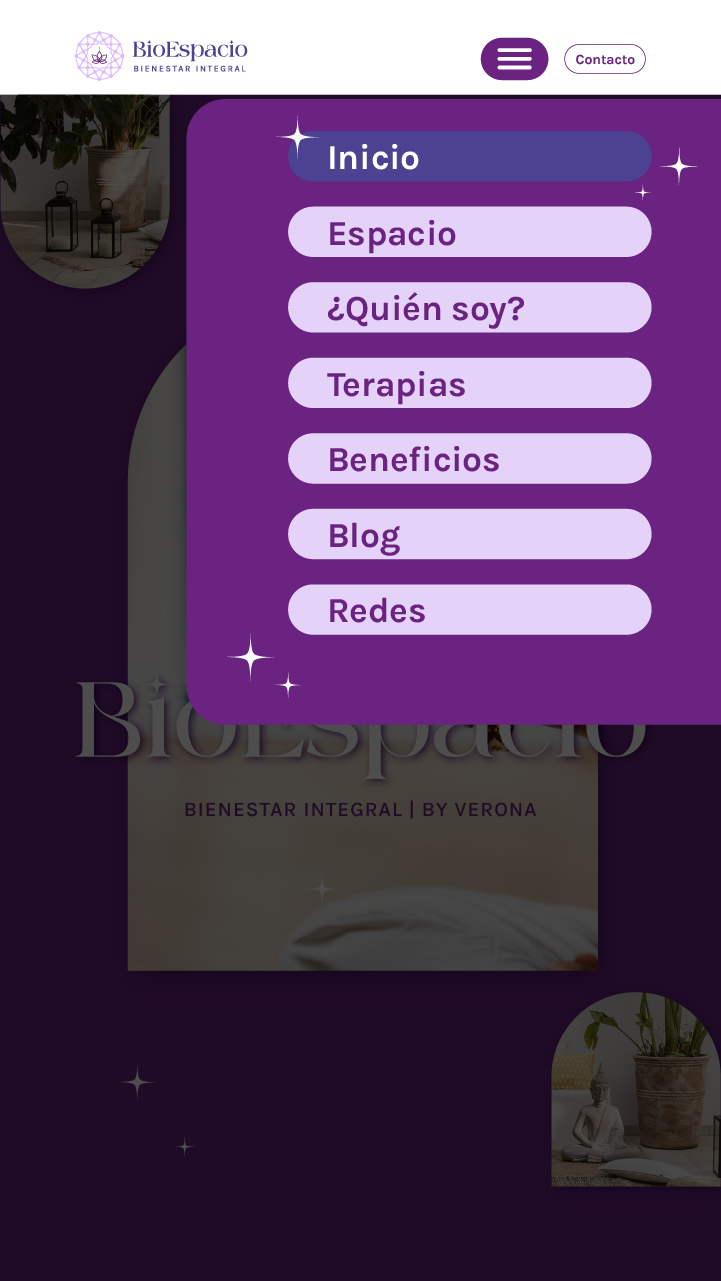 BioEspacio
BIENESTAR INTEGRAL
Contacto
Inicio
Espacio
¿Quién soy?
Terapias
Beneficios
Blog
Redes
BioEspacio
BIENESTAR INTEGRAL | BY VERONA